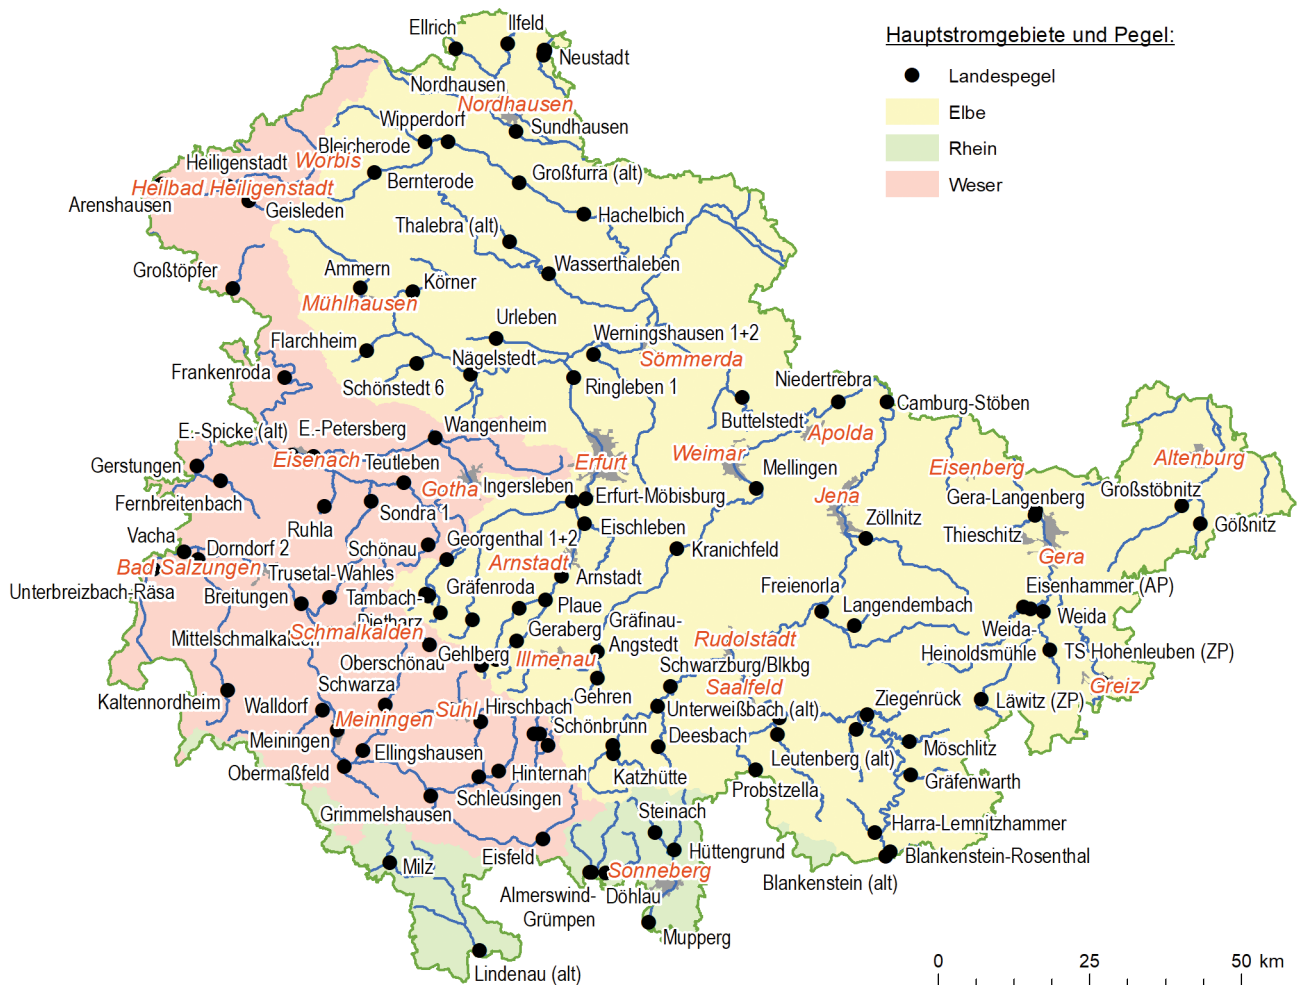 Ellrich
Ilfeld
Neustadt
Hauptstromgebiete und Pegel:
Landespegel
Elbe
Rhein
Weser
Nordhausen
Nordhausen
Sundhausen
Wipperdorf
Bleicherode
Worbis
Heiligenstadt
Heilbad Heiligenstadt
Arenshausen
Geisleden
Bernterode
Großfurra (alt)
Hachelbich
Thalebra (alt)
Wasserthaleben
Großtöpfer
Ammern
Körner
Mühlhausen
Urleben
Werningshausen 1+2
Sömmerda
Flarchheim
Nägelstedt
Schönstedt 6
Ringleben 1
Frankenroda
Niedertrebra
Camburg-Stöben
Buttelstedt
Apolda
E.-Spicke (alt)
E.-Petersberg
Wangenheim
Gerstungen
Eisenach
Teutleben
Erfurt
Weimar
Mellingen
Eisenberg
Altenburg
Fernbreitenbach
Gotha
Ingersleben
Erfurt-Möbisburg
Jena
Gera-Langenberg
Großstöbnitz
Ruhla
Sondra 1
Eischleben
Zöllnitz
Thieschitz
Gößnitz
Vacha
Dorndorf 2
Schönau
Georgenthal 1+2
Kranichfeld
Gera
Bad Salzungen
Trusetal-Wahles
Arnstadt
Arnstadt
Unterbreizbach-Räsa
Breitungen
Tambach-
Dietharz
Gräfenroda
Plaue
Freienorla
Langendembach
Eisenhammer (AP)
Weida
Mittelschmalkalden
Schmalkalden
Geraberg
Gräfinau-
Angstedt
Rudolstadt
Weida-
Heinoldsmühle
TS Hohenleuben (ZP)
Oberschönau
Gehlberg
Illmenau
Schwarzburg/Blkbg
Saalfeld
Greiz
Kaltennordheim
Schwarza
Gehren
Unterweißbach (alt)
Ziegenrück
Läwitz (ZP)
Walldorf
Meiningen
Suhl
Hirschbach
Schönbrunn
Deesbach
Meiningen
Ellingshausen
Leutenberg (alt)
Möschlitz
Obermaßfeld
Hinternah
Katzhütte
Probstzella
Gräfenwarth
Schleusingen
Grimmelshausen
Steinach
Harra-Lemnitzhammer
Eisfeld
Hüttengrund
Blankenstein-Rosenthal
Milz
Sonneberg
Blankenstein (alt)
Almerswind-
Grümpen
Döhlau
Mupperg
Lindenau (alt)
0 25 50 km